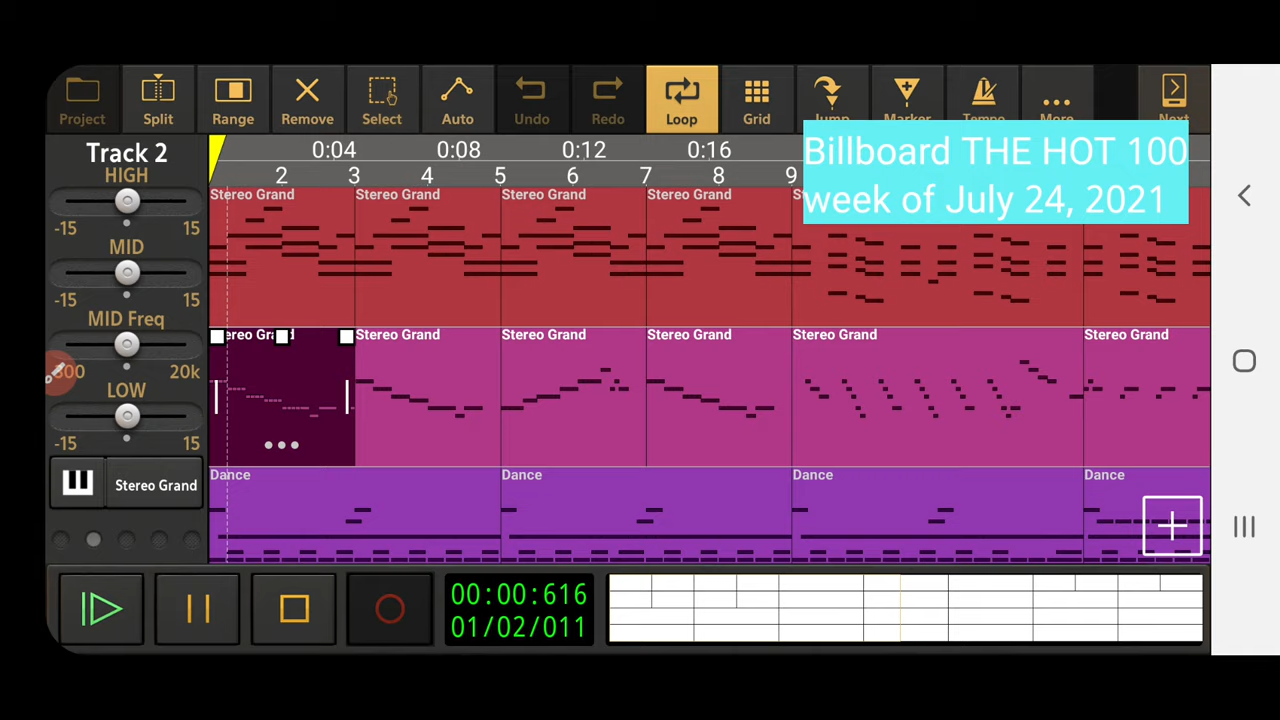 Project Split Range Remove Select Auto Undo Redo Loop Grid Jump Marker Tempo More Next
Billboard THE HOT 100
week of July 24, 2021
Track 2
0:04 0:08 0:12 0:16
2 3 4 5 6 7 8 9
HIGH
-15 15
MID
-15 15
MID Freq
300 20k
LOW
-15 15
Stereo Grand
Stereo Grand Stereo Grand Stereo Grand Stereo Grand
Stereo Grand Stereo Grand Stereo Grand Stereo Grand Stereo Grand
Dance Dance Dance Dance
00:00:616
01/02/011